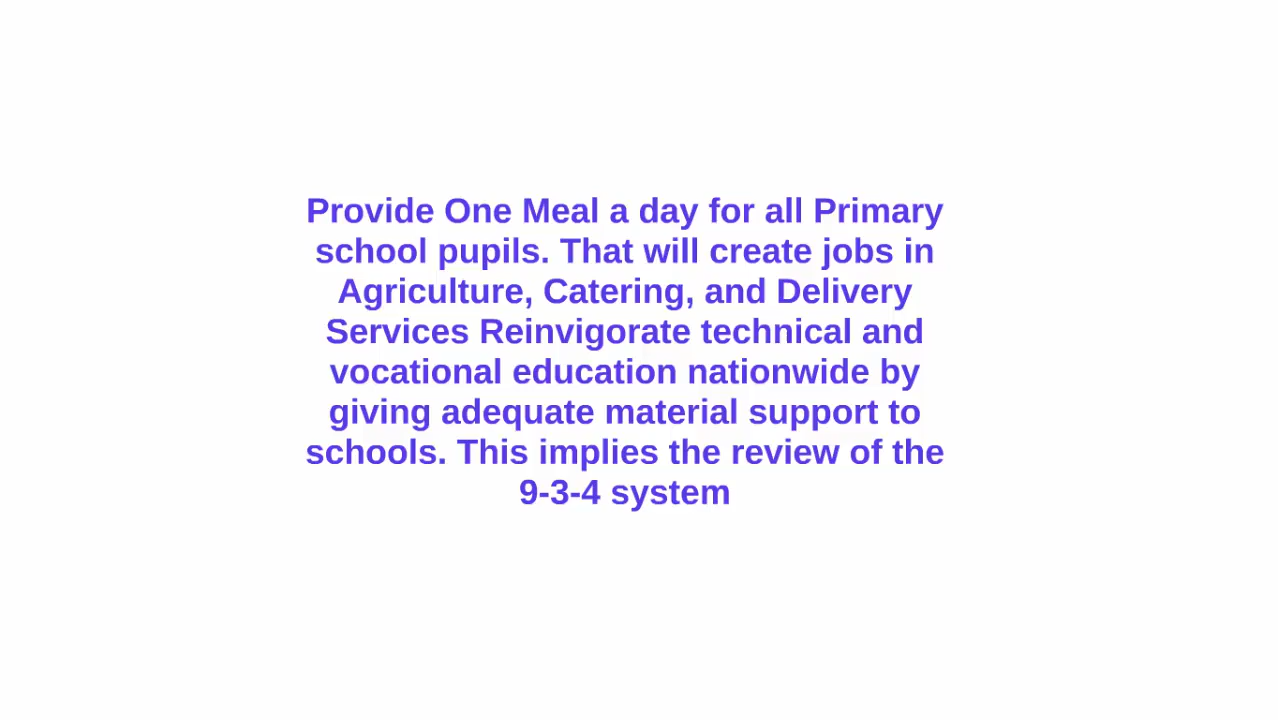 Provide One Meal a day for all Primary
school pupils. That will create jobs in
Agriculture, Catering, and Delivery
Services Reinvigorate technical and
vocational education nationwide by
giving adequate material support to
schools. This implies the review of the
9-3-4 system